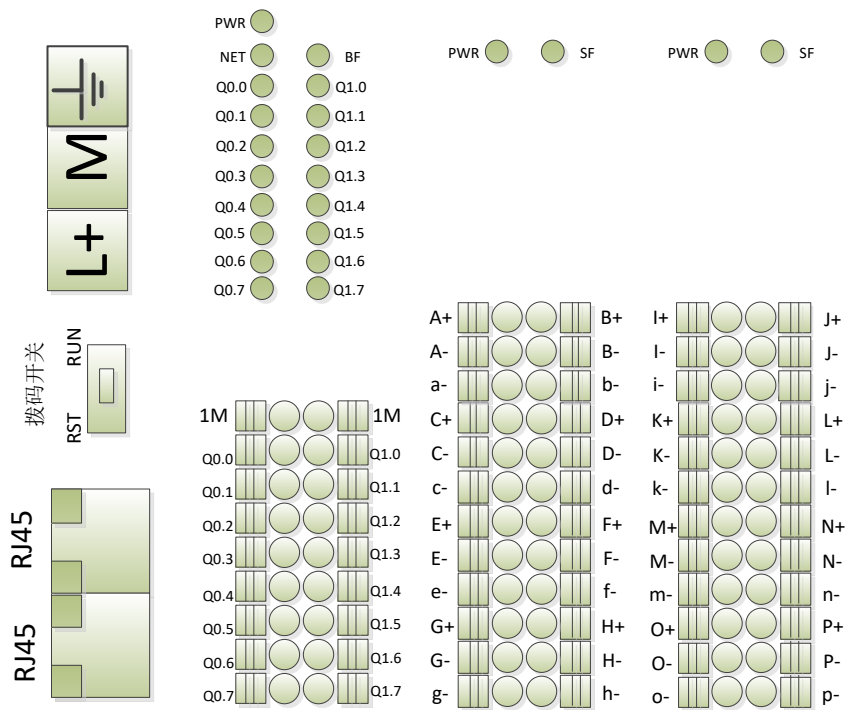 M
L+
拨码开关
RUN
RST
RJ45
RJ45
PWR
NET BF
Q0.0 Q1.0
Q0.1 Q1.1
Q0.2 Q1.2
Q0.3 Q1.3
Q0.4 Q1.4
Q0.5 Q1.5
Q0.6 Q1.6
Q0.7 Q1.7
1M 1M
Q0.0 Q1.0
Q0.1 Q1.1
Q0.2 Q1.2
Q0.3 Q1.3
Q0.4 Q1.4
Q0.5 Q1.5
Q0.6 Q1.6
Q0.7 Q1.7
PWR SF
A+ B+
A- B-
a- b-
C+ D+
C- D-
c- d-
E+ F+
E- F-
e- f-
G+ H+
G- H-
g- h-
PWR SF
I+ J+
I- J-
i- j-
K+ L+
K- L-
k- l-
M+ N+
M- N-
m- n-
O+ P+
O- P-
o- p-